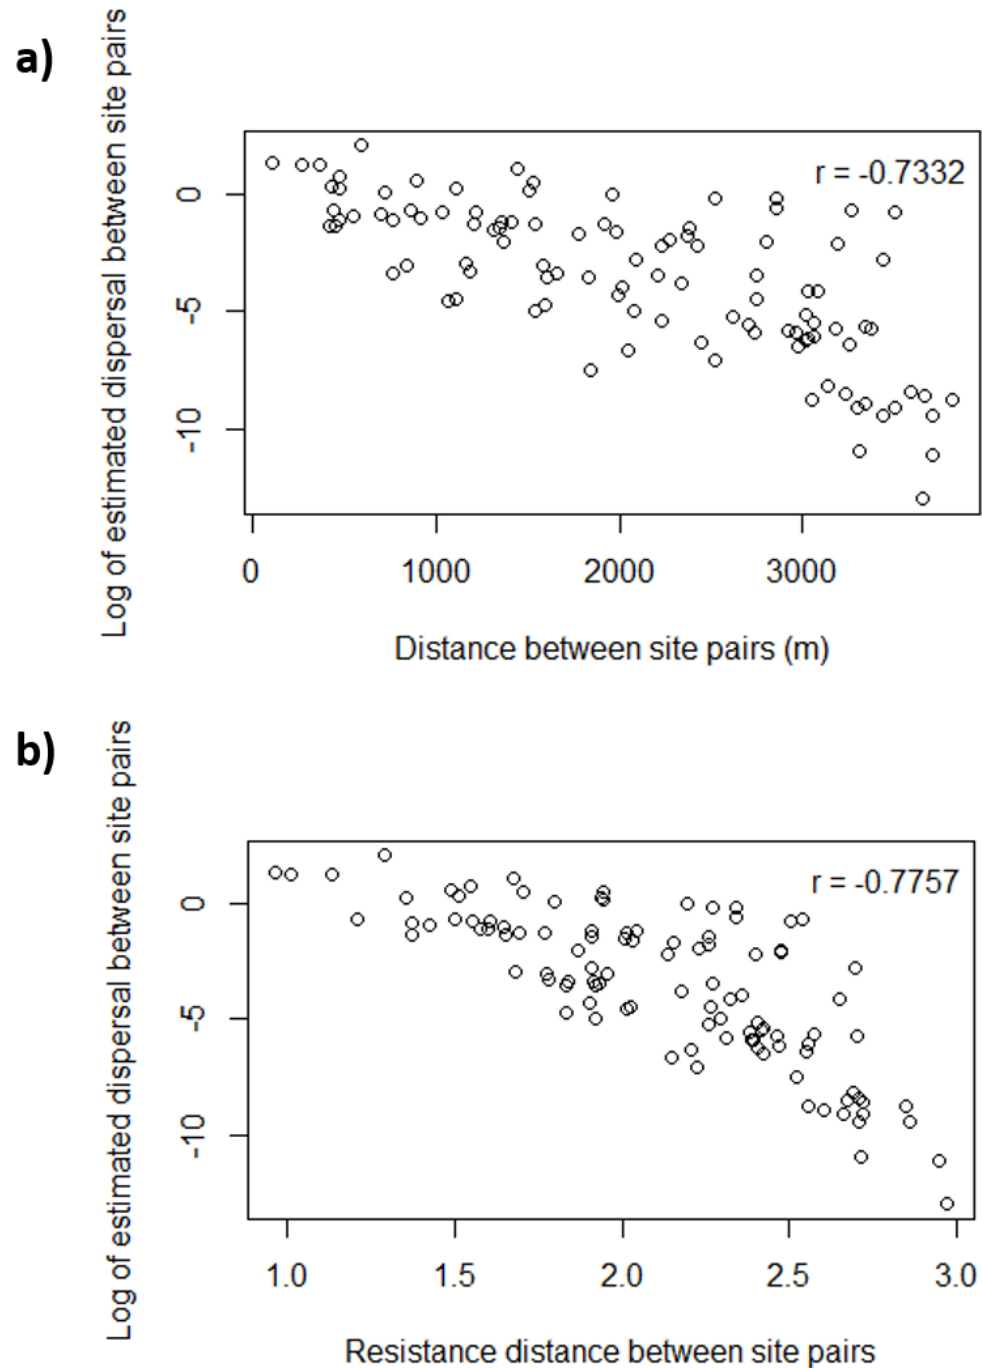 a)
Log of estimated dispersal between site pairs
r = -0.7332
0
-5
-10
0 1000 2000 3000
Distance between site pairs (m)
b)
Log of estimated dispersal between site pairs
r = -0.7757
0
-5
-10
1.0 1.5 2.0 2.5 3.0
Resistance distance between site pairs